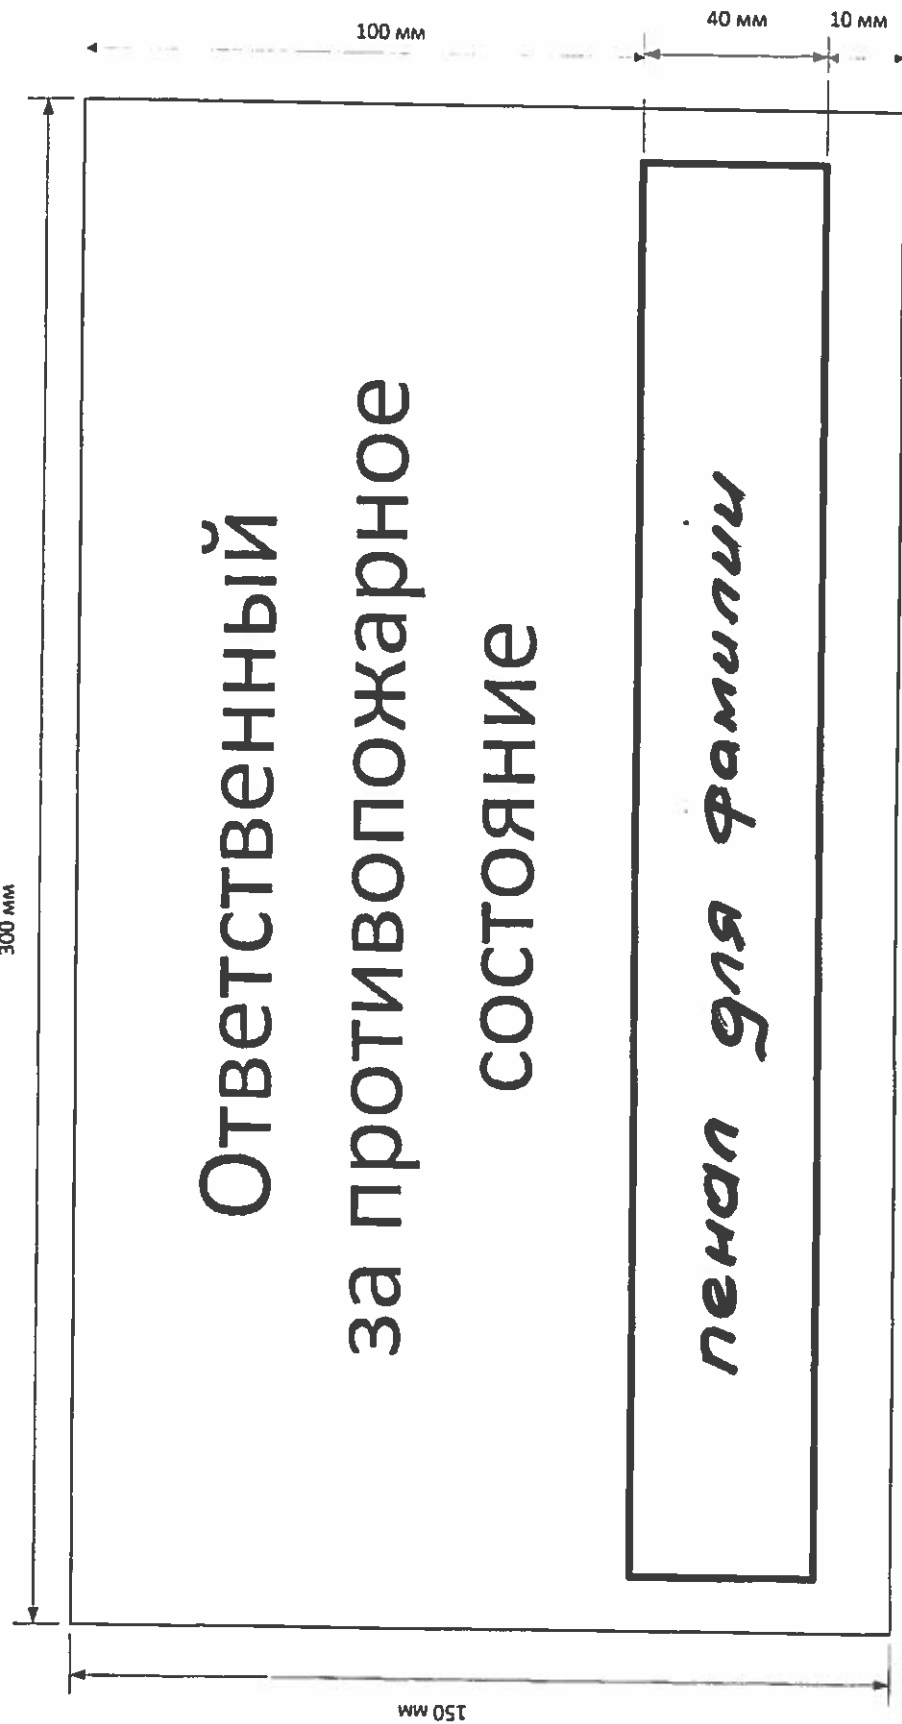 300 мм
100 мм
40 мм
10 мм
150 мм
Ответственный
за противопожарное
состояние
пенал для фамилии